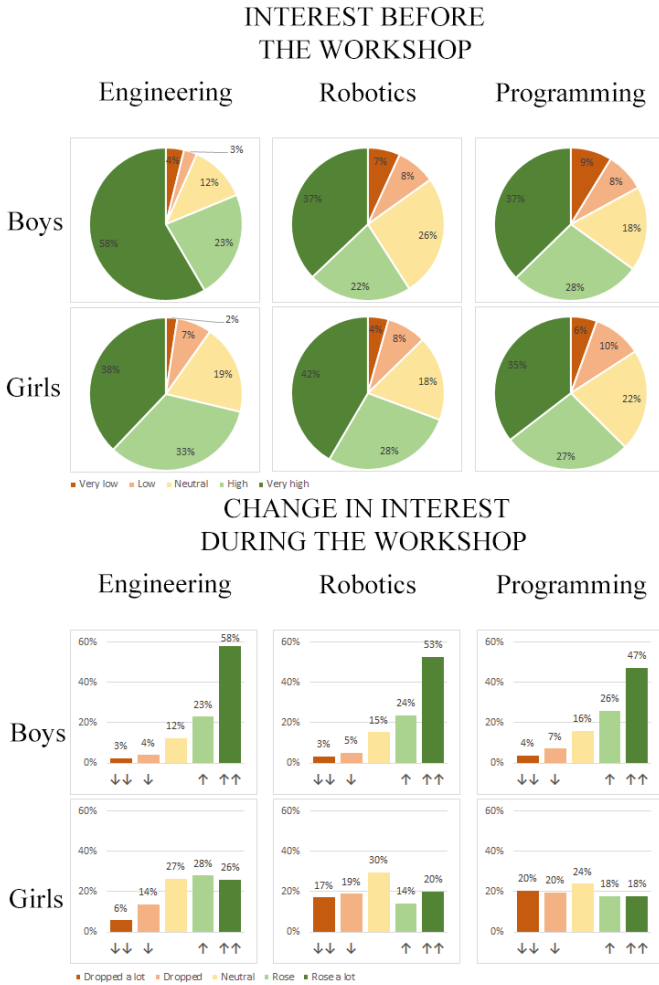 INTEREST BEFORE
THE WORKSHOP
Engineering Robotics Programming
Boys
4% 3% 12% 23% 58%
7% 8% 26% 22% 37%
9% 8% 18% 28% 37%
Girls
2% 7% 19% 33% 38%
4% 8% 18% 28% 42%
6% 10% 22% 27% 35%
Very low Low Neutral High Very high
CHANGE IN INTEREST
DURING THE WORKSHOP
Engineering Robotics Programming
Boys
60% 40% 20% 0%
3% 4% 12% 23% 58%
↓↓ ↓ ↑ ↑↑
60% 40% 20% 0%
3% 5% 15% 24% 53%
↓↓ ↓ ↑ ↑↑
60% 40% 20% 0%
4% 7% 16% 26% 47%
↓↓ ↓ ↑ ↑↑
Girls
60% 40% 20% 0%
6% 14% 27% 28% 26%
↓↓ ↓ ↑ ↑↑
60% 40% 20% 0%
17% 19% 30% 14% 20%
↓↓ ↓ ↑ ↑↑
60% 40% 20% 0%
20% 20% 24% 18% 18%
↓↓ ↓ ↑ ↑↑
Dropped a lot Dropped Neutral Rose Rose a lot